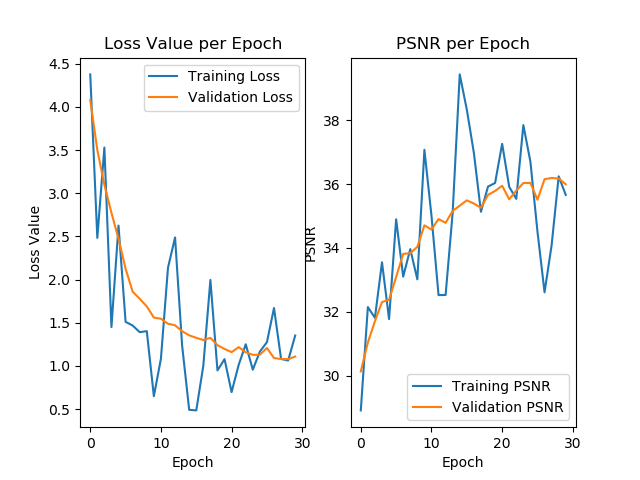 Loss Value per Epoch
4.5
4.0
3.5
3.0
2.5
2.0
1.5
1.0
0.5
Loss Value
0 10 20 30
Epoch
Training Loss
Validation Loss
PSNR per Epoch
38
36
34
32
30
PSNR
0 10 20 30
Epoch
Training PSNR
Validation PSNR